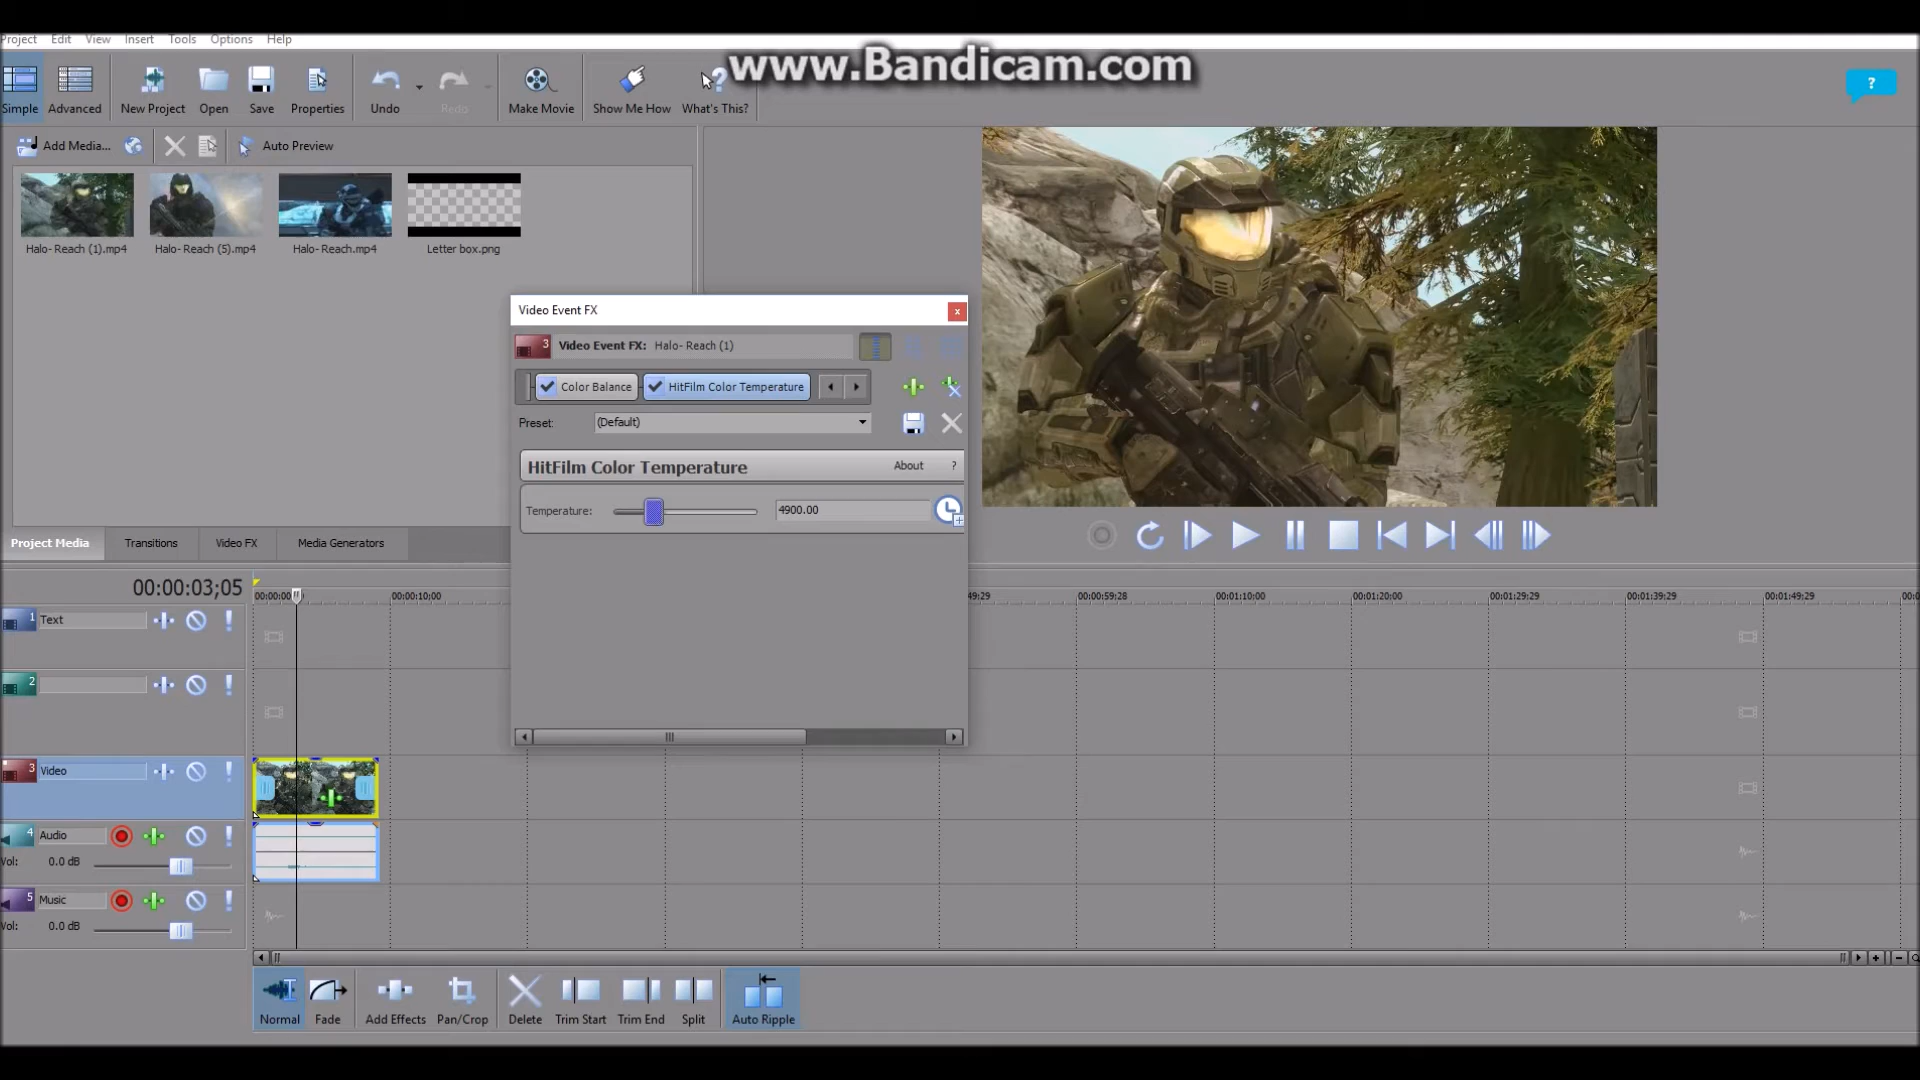 Project Edit View Insert Tools Options Help
www.Bandicam.com
Simple Advanced New Project Open Save Properties Undo Redo Make Movie Show Me How What's This? ?
Add Media... Auto Preview
Halo- Reach (1).mp4 Halo- Reach (5).mp4 Halo- Reach.mp4 Letter box.png
Video Event FX x
3 Video Event FX: Halo- Reach (1)
Color Balance HitFilm Color Temperature
Preset: (Default)
HitFilm Color Temperature About ?
Temperature: 4900.00
Project Media Transitions Video FX Media Generators
00:00:03;05
00:00:10:00 00:00:59:28 00:01:10:00 00:01:20:00 00:01:29:29 00:01:39:29 00:01:49:29
1 Text
2
3 Video
4 Audio
Vol: 0.0 dB
5 Music
Vol: 0.0 dB
Normal Fade Add Effects Pan/Crop Delete Trim Start Trim End Split Auto Ripple